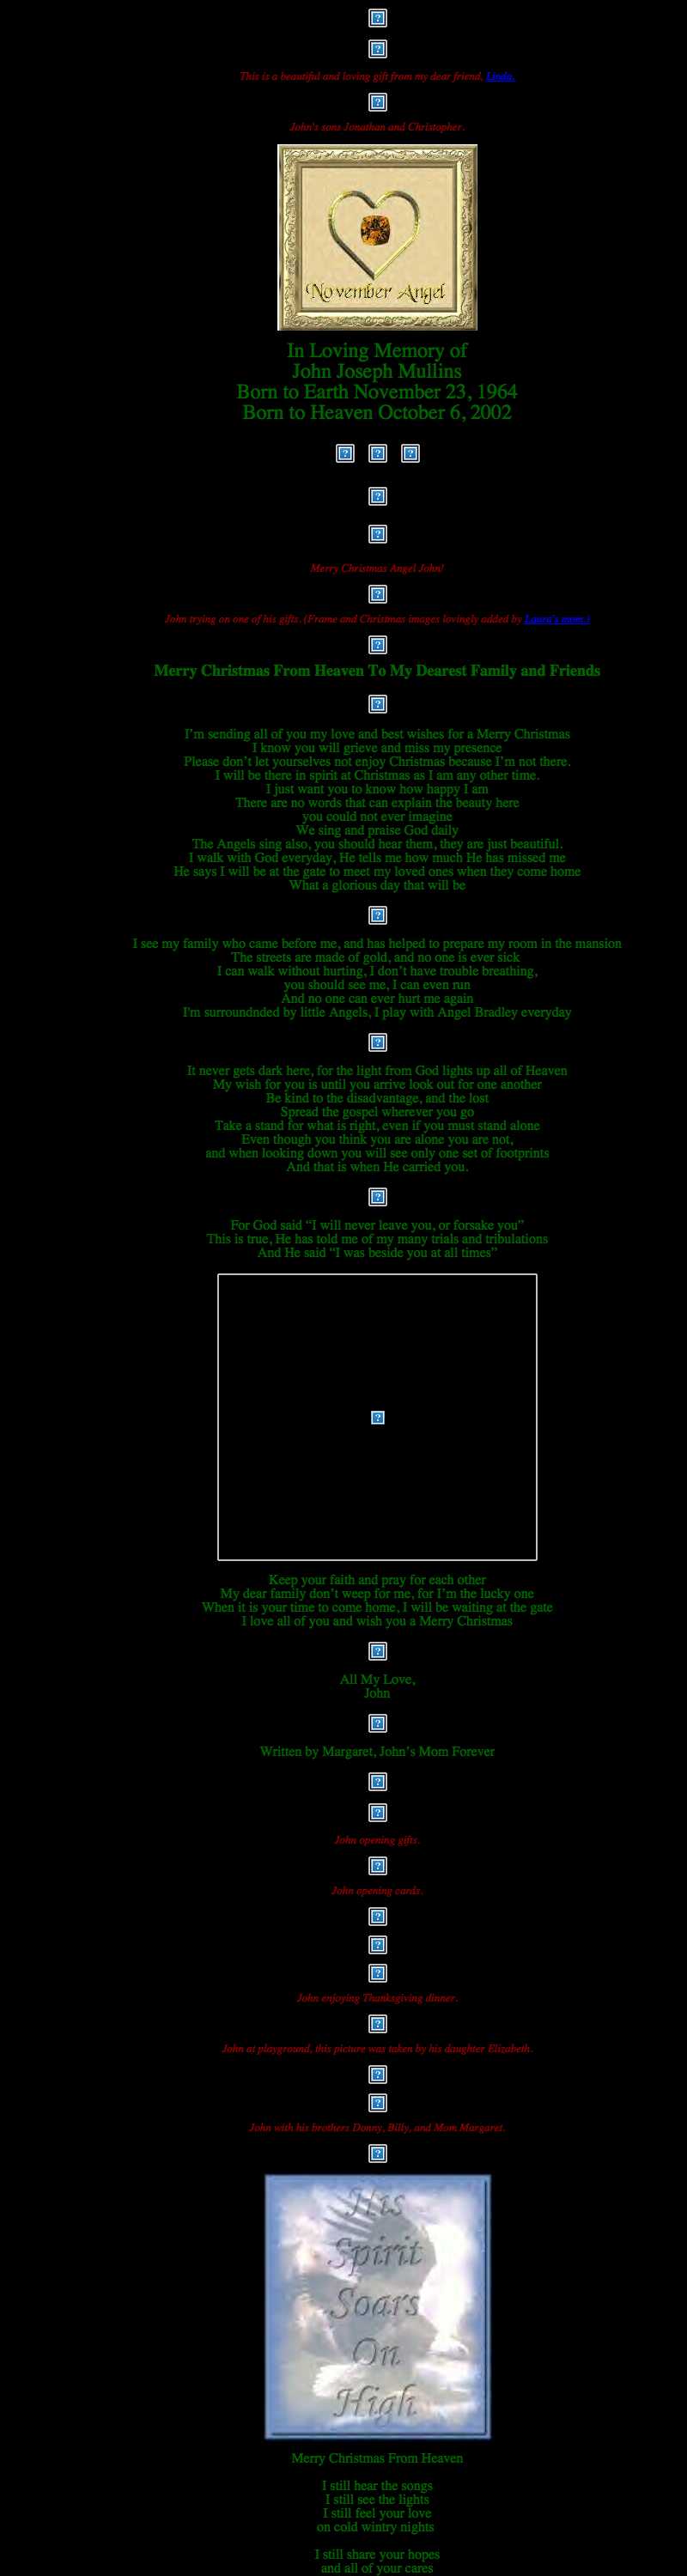 This is a beautiful and loving gift from my dear friend, Linda.
John's sons Jonathan and Christopher.
November Angel
In Loving Memory of
John Joseph Mullins
Born to Earth November 23, 1964
Born to Heaven October 6, 2002
Merry Christmas Angel John!
John trying on one of his gifts. (Frame and Christmas images lovingly added by Laura's mom.)
Merry Christmas From Heaven To My Dearest Family and Friends
I'm sending all of you my love and best wishes for a Merry Christmas
I know you will grieve and miss my presence
Please don't let yourselves not enjoy Christmas because I'm not there.
I will be there in spirit at Christmas as I am any other time.
I just want you to know how happy I am
There are no words that can explain the beauty here
you could not ever imagine
We sing and praise God daily
The Angels sing also, you should hear them, they are just beautiful.
I walk with God everyday, He tells me how much He has missed me
He says I will be at the gate to meet my loved ones when they come home
What a glorious day that will be
I see my family who came before me, and has helped to prepare my room in the mansion
The streets are made of gold, and no one is ever sick
I can walk without hurting, I don't have trouble breathing,
you should see me, I can even run
And no one can ever hurt me again
I'm surroundnded by little Angels, I play with Angel Bradley everyday
It never gets dark here, for the light from God lights up all of Heaven
My wish for you is until you arrive look out for one another
Be kind to the disadvantage, and the lost
Spread the gospel wherever you go
Take a stand for what is right, even if you must stand alone
Even though you think you are alone you are not,
and when looking down you will see only one set of footprints
And that is when He carried you.
For God said “I will never leave you, or forsake you”
This is true, He has told me of my many trials and tribulations
And He said “I was beside you at all times”
Keep your faith and pray for each other
My dear family don't weep for me, for I'm the lucky one
When it is your time to come home, I will be waiting at the gate
I love all of you and wish you a Merry Christmas
All My Love,
John
Written by Margaret, John's Mom Forever
John opening gifts.
John opening cards.
John enjoying Thanksgiving dinner.
John at playground, this picture was taken by his daughter Elizabeth.
John with his brothers Donny, Billy, and Mom Margaret.
His
Spirit
Soars
On
High
Merry Christmas From Heaven
I still hear the songs
I still see the lights
I still feel your love
on cold wintry nights
I still share your hopes
and all of your cares